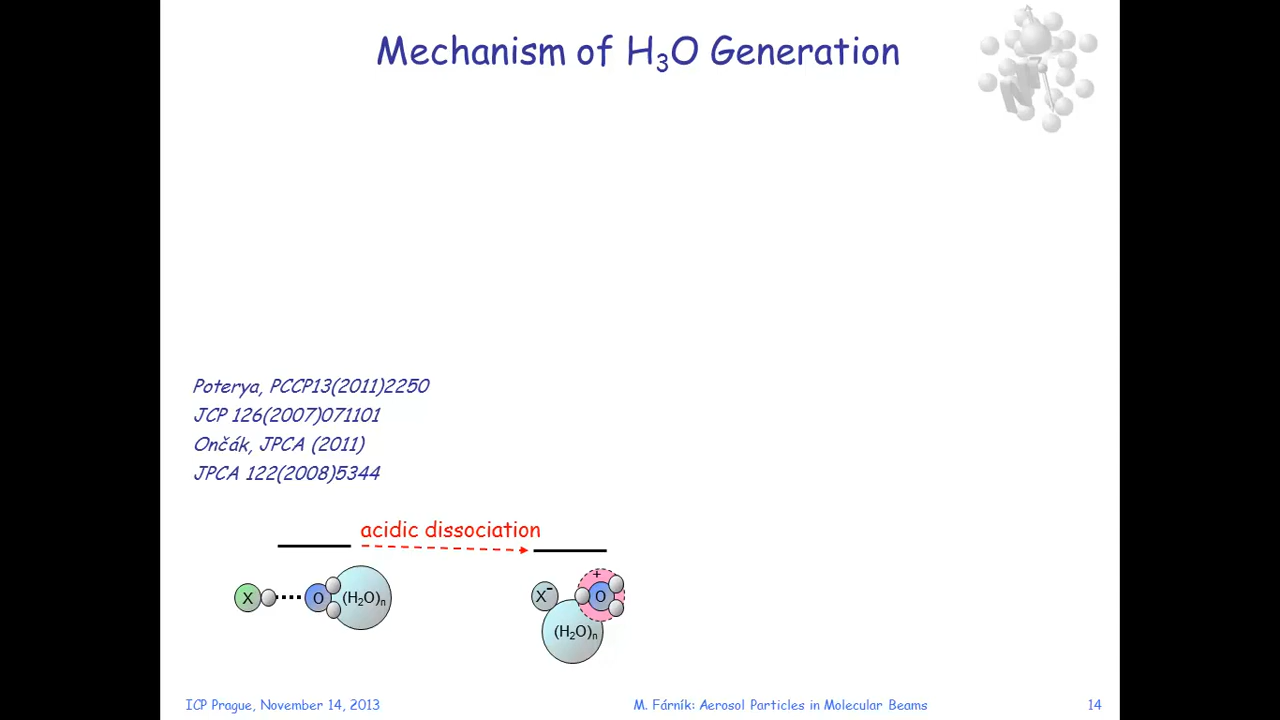 Mechanism of H₃O Generation
Poterya, PCCP13(2011)2250
JCP 126(2007)071101
Ončák, JPCA (2011)
JPCA 122(2008)5344
acidic dissociation
X O (H₂O)ₙ
X⁻ + O
(H₂O)ₙ
ICP Prague, November 14, 2013 M. Fárník: Aerosol Particles in Molecular Beams 14